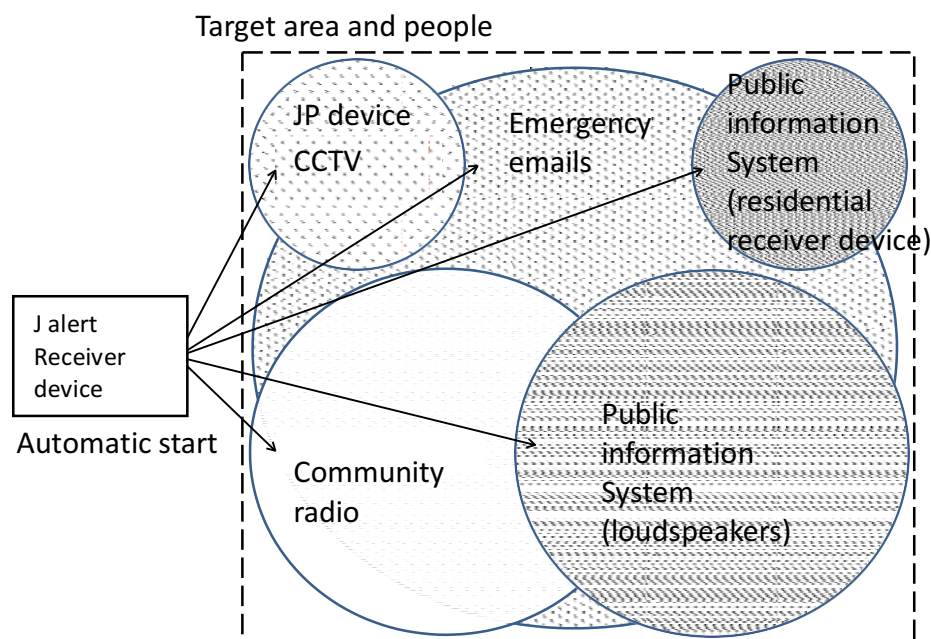 Target area and people
JP device
CCTV
Emergency
emails
Public
information
System
(residential
receiver device)
J alert
Receiver
device
Automatic start
Community
radio
Public
information
System
(loudspeakers)